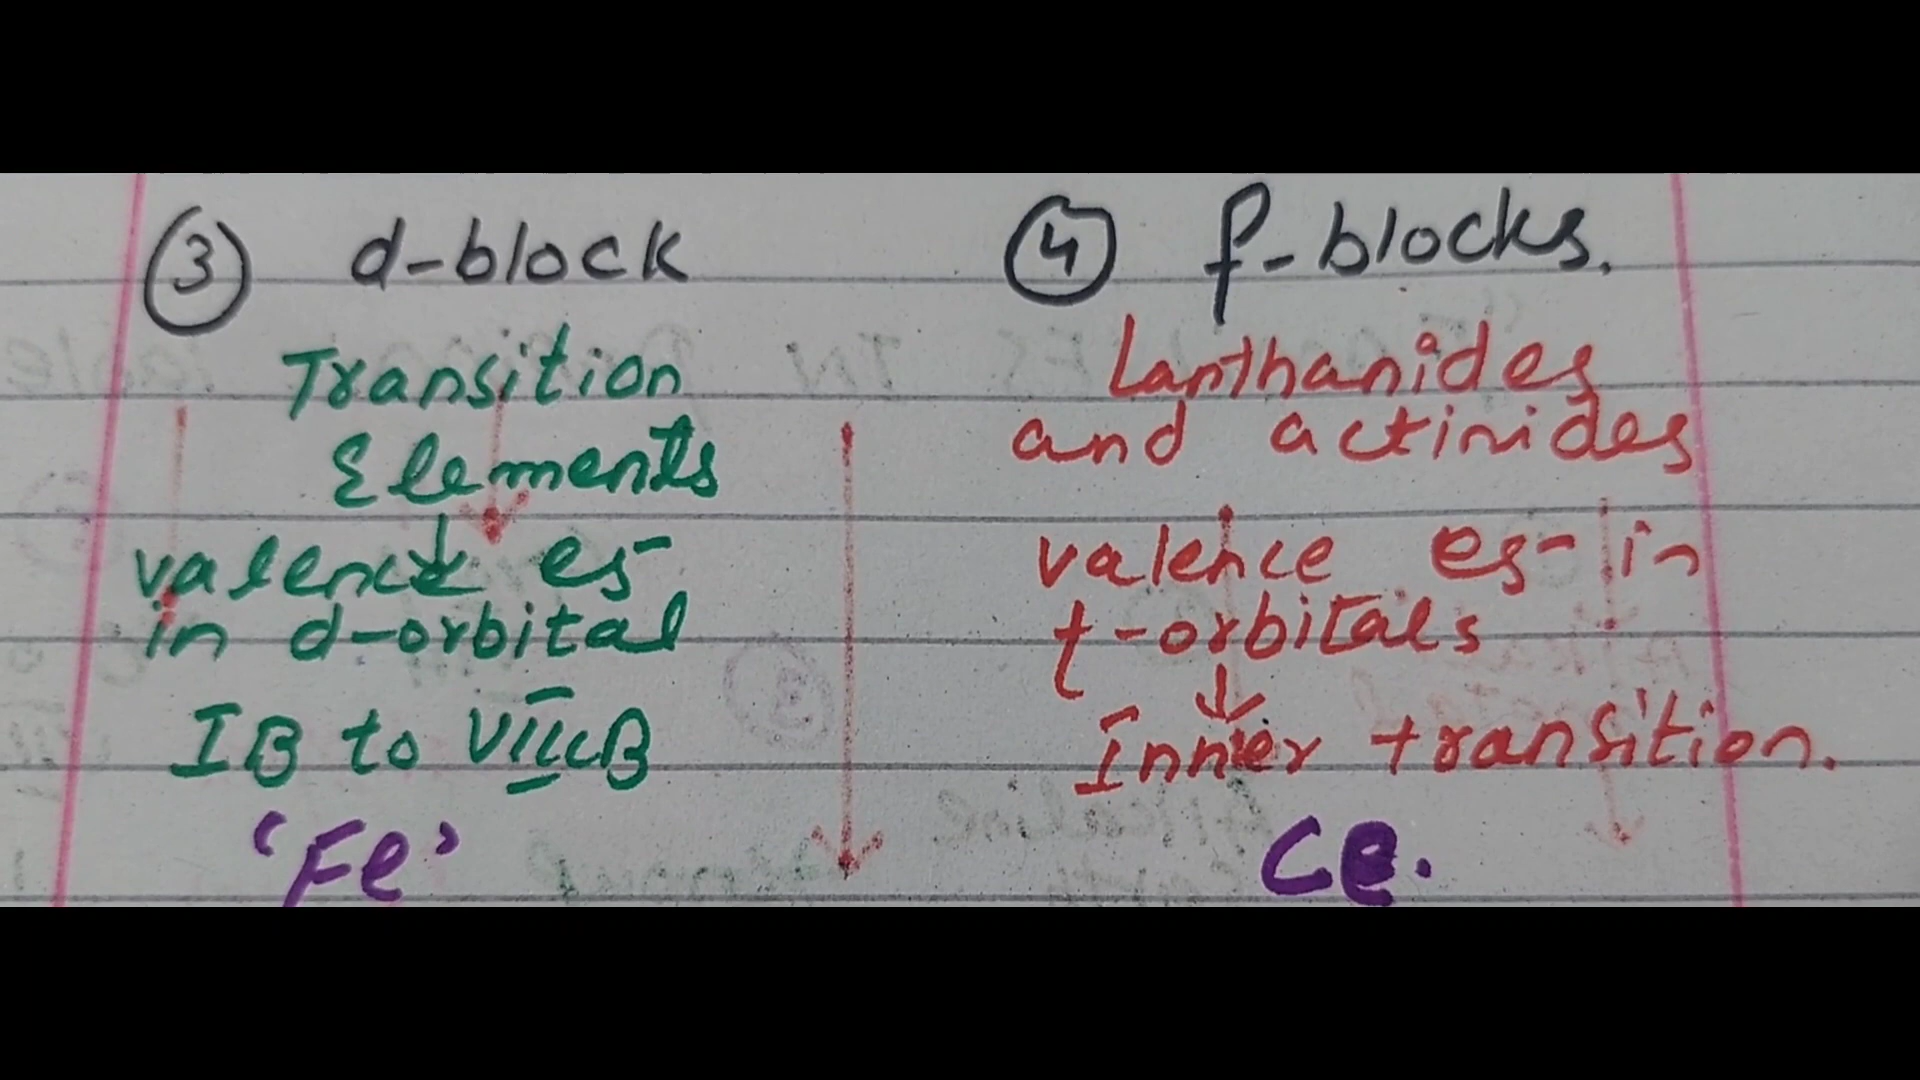 ③ d-block
Transition
Elements
valence es-
in d-orbital
IB to VIIIB
'Fe'
④ f-blocks.
Lanthanides
and actinides
valence es- in
f-orbitals
Inner transition.
Ce.